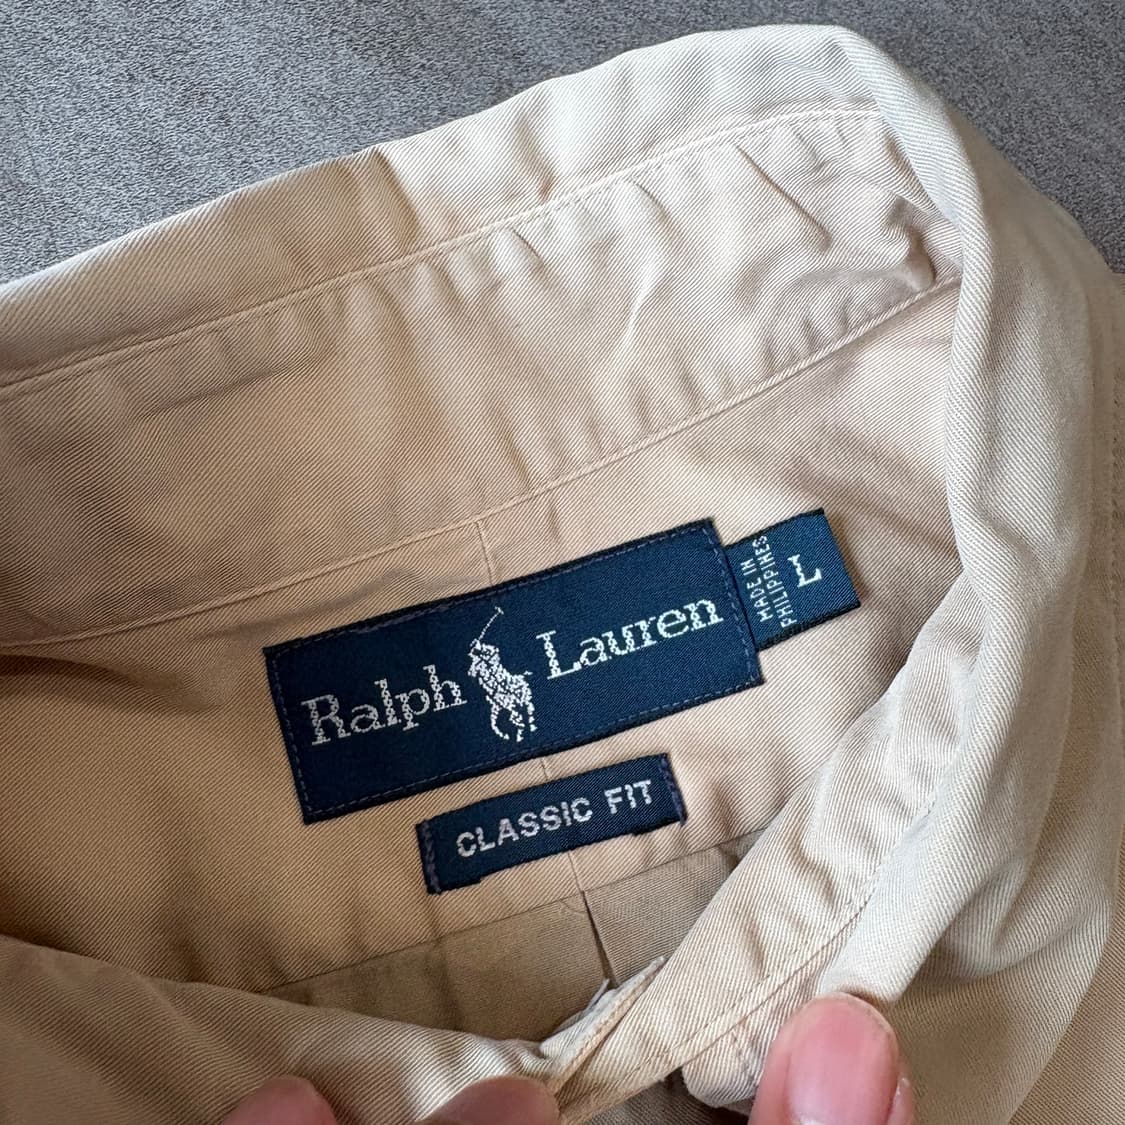 Ralph Lauren
MADE IN
PHILIPPINES
L
CLASSIC FIT